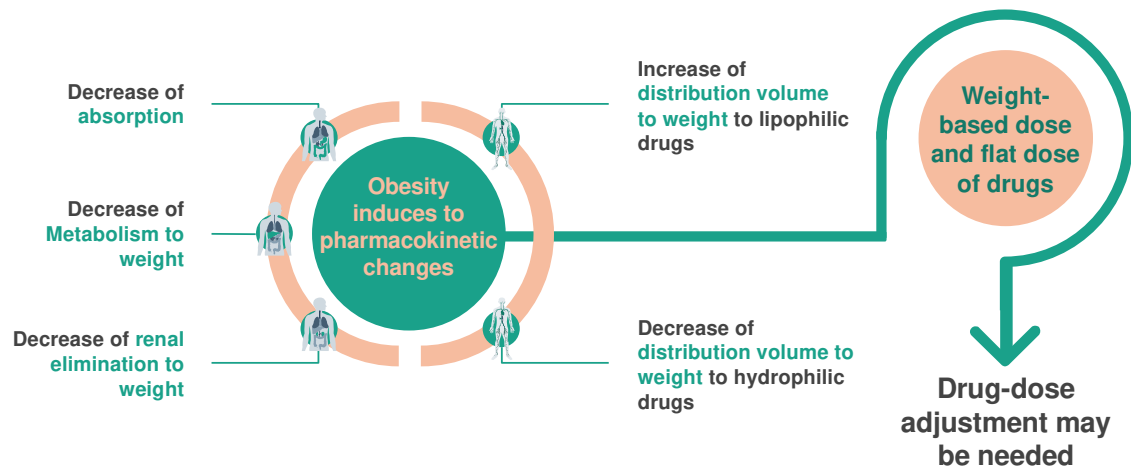 Decrease of
absorption
Decrease of
Metabolism to
weight
Decrease of renal
elimination to
weight
Obesity
induces to
pharmacokinetic
changes
Increase of
distribution volume
to weight to lipophilic
drugs
Decrease of
distribution volume to
weight to hydrophilic
drugs
Weight-
based dose
and flat dose
of drugs
Drug-dose
adjustment may
be needed